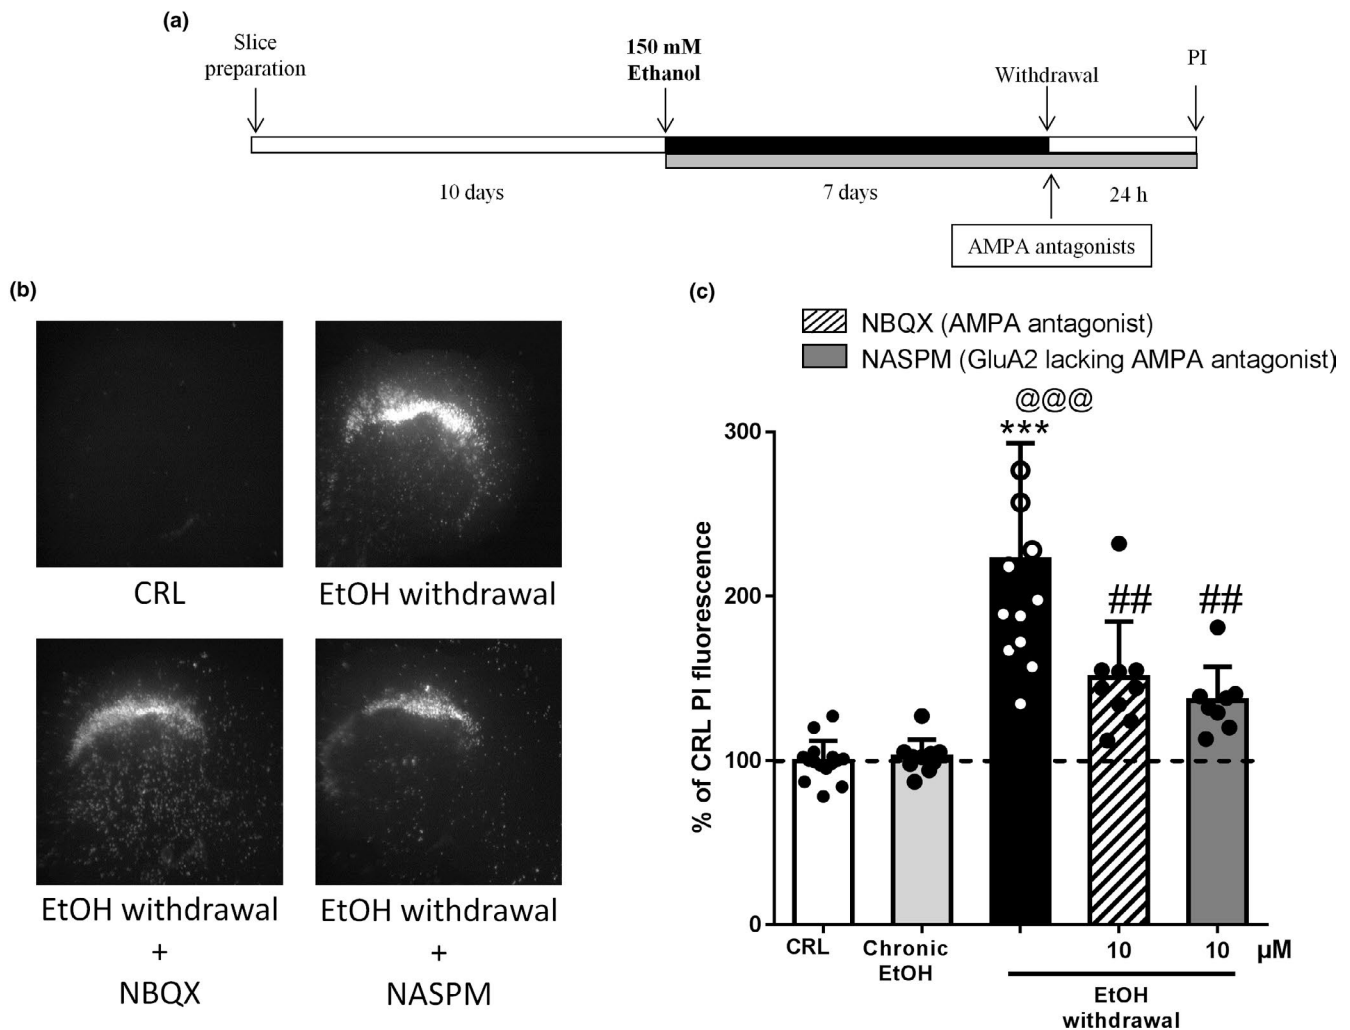 (a)
Slice
preparation
150 mM
Ethanol
Withdrawal
PI
10 days
7 days
24 h
AMPA antagonists
(b)
CRL
EtOH withdrawal
EtOH withdrawal
+
NBQX
EtOH withdrawal
+
NASPM
(c)
NBQX (AMPA antagonist)
NASPM (GluA2 lacking AMPA antagonist)
@@@
***
##
##
% of CRL PI fluorescence
300
200
100
0
CRL
Chronic
EtOH
10
10
µM
EtOH
withdrawal